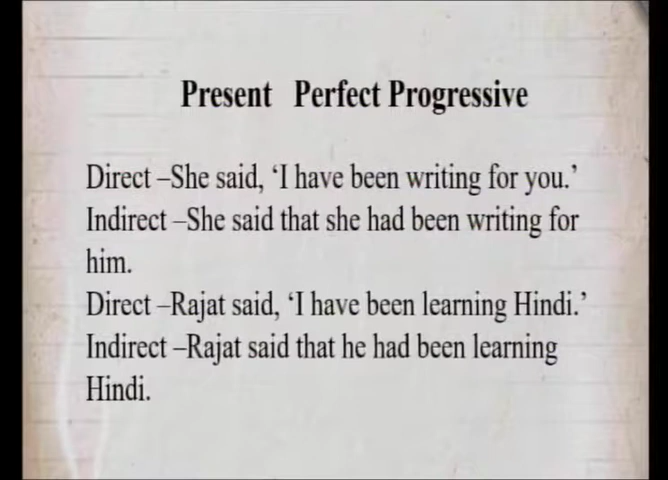 Present Perfect Progressive
Direct –She said, ‘I have been writing for you.’
Indirect –She said that she had been writing for
him.
Direct –Rajat said, ‘I have been learning Hindi.’
Indirect –Rajat said that he had been learning
Hindi.